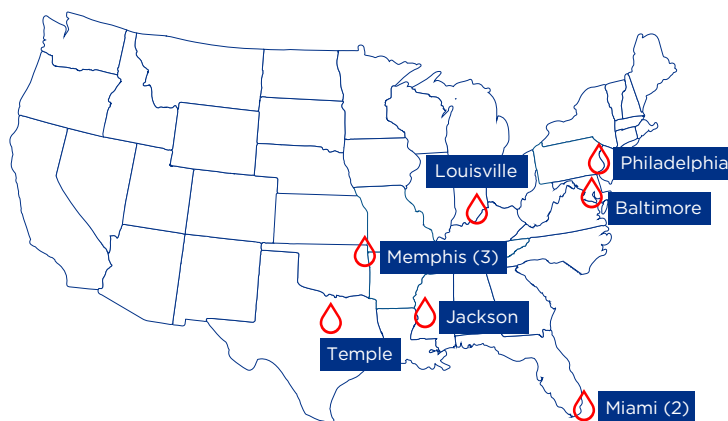 Philadelphia
Louisville
Baltimore
Memphis (3)
Jackson
Temple
Miami (2)